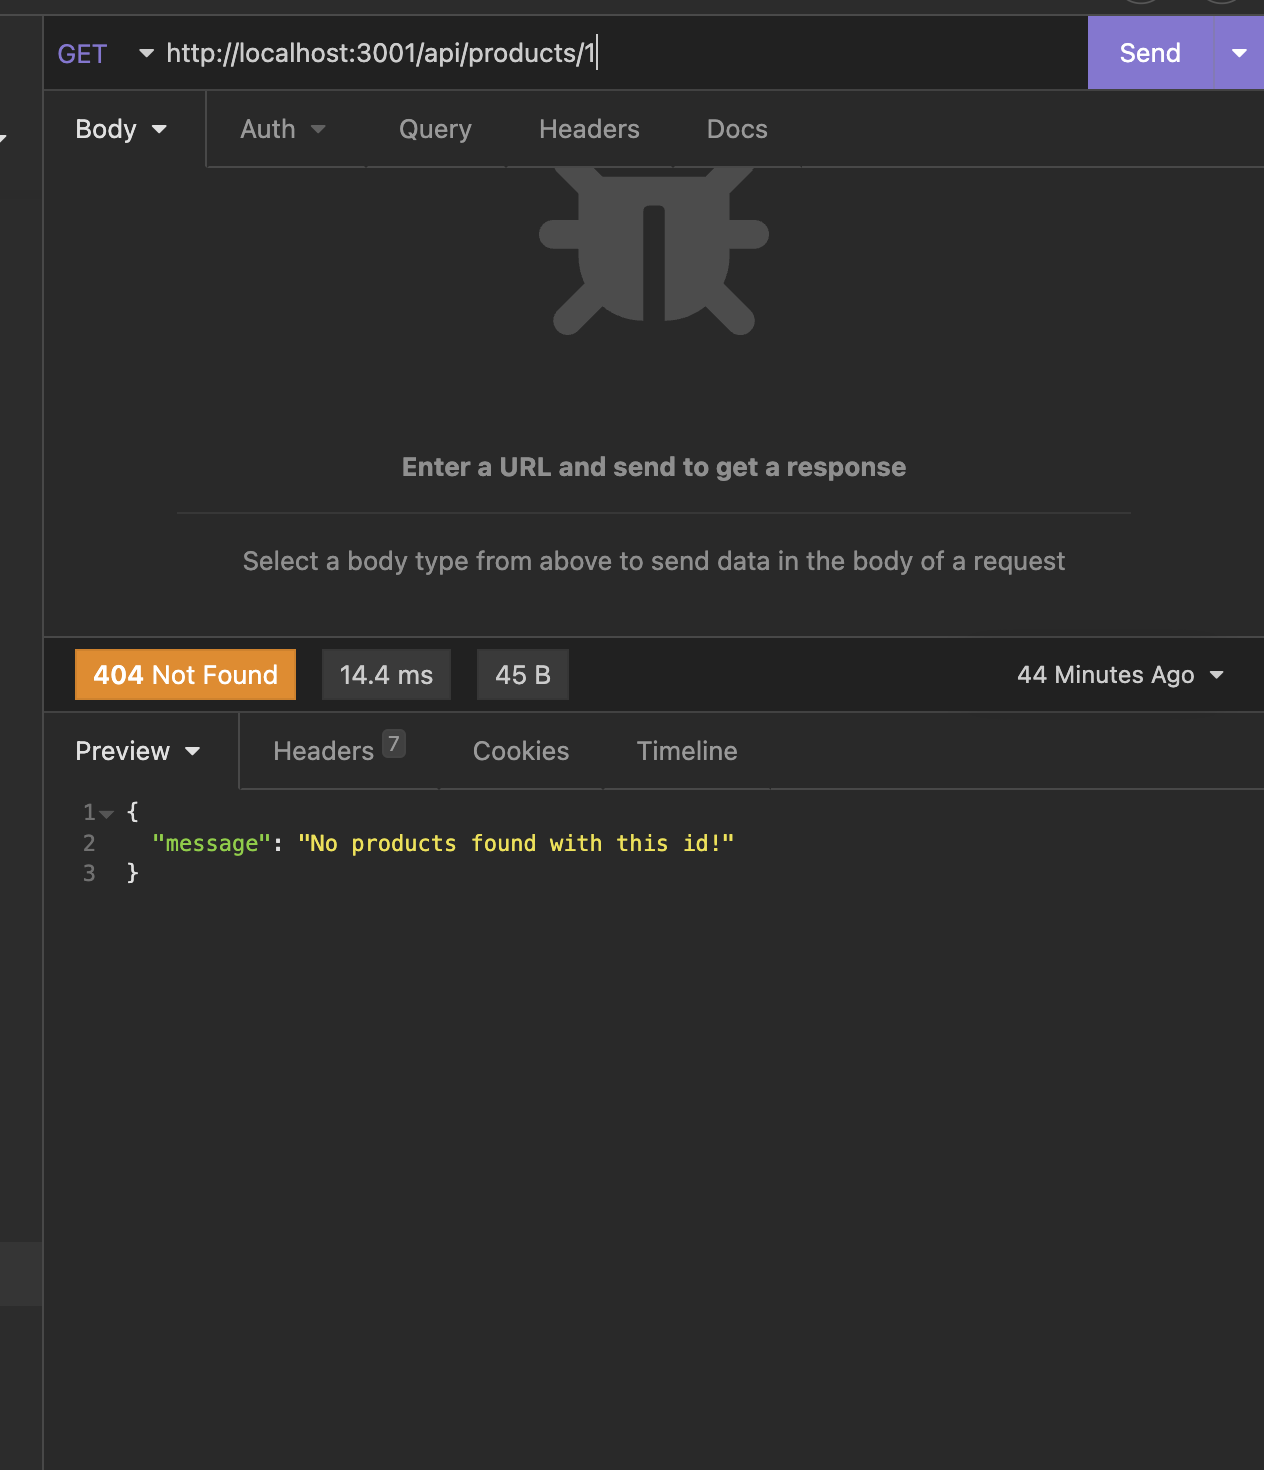 GET http://localhost:3001/api/products/1 Send
Body Auth Query Headers Docs
Enter a URL and send to get a response
Select a body type from above to send data in the body of a request
404 Not Found 14.4 ms 45 B 44 Minutes Ago
Preview Headers 7 Cookies Timeline
1 {
2 "message": "No products found with this id!"
3 }